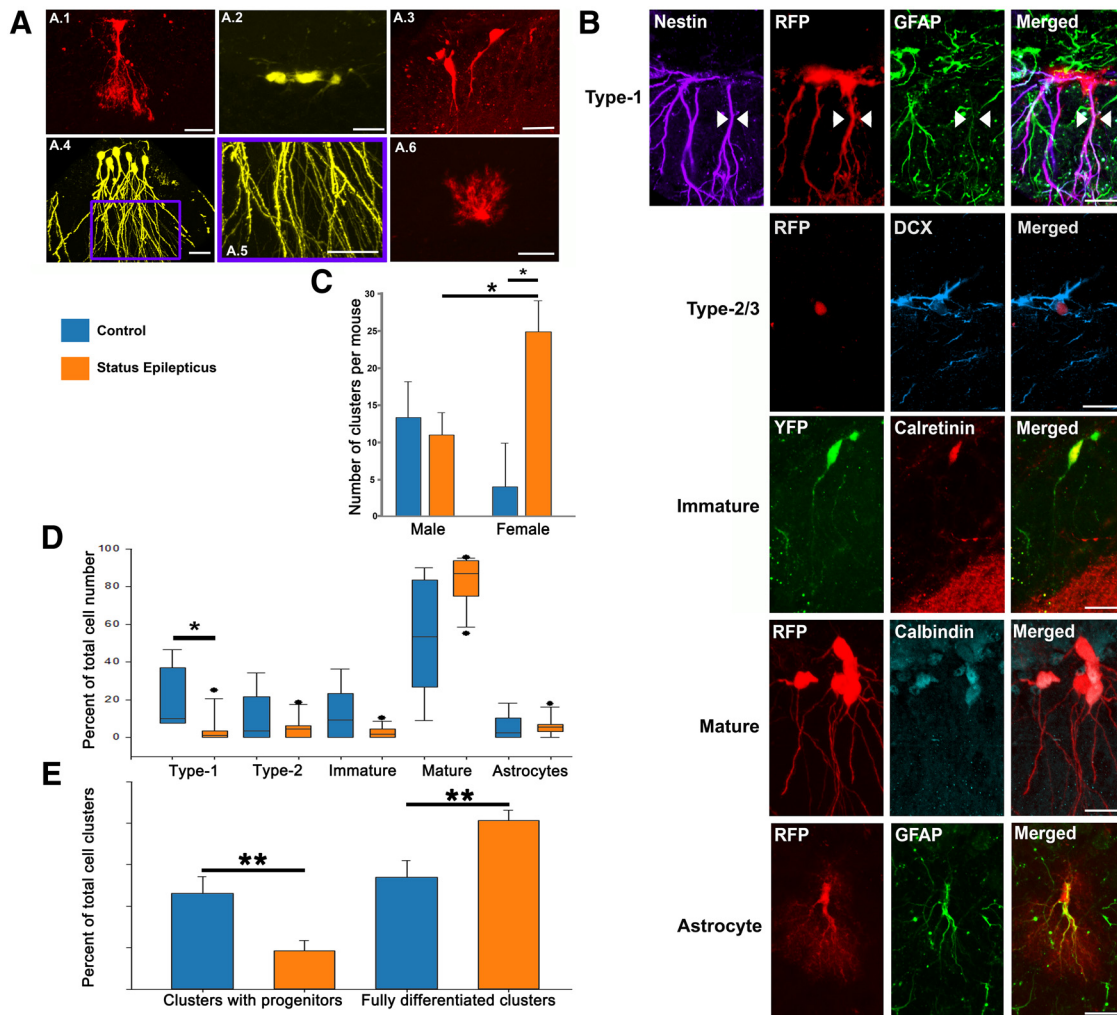 A
A.1
A.2
A.3
A.4
A.5
A.6
Control
Status Epilepticus
B
Nestin
RFP
GFAP
Merged
Type-1
RFP
DCX
Merged
Type-2/3
YFP
Calretinin
Merged
Immature
RFP
Calbindin
Merged
Mature
RFP
GFAP
Merged
Astrocyte
C
Number of clusters per mouse
30
25
20
15
10
5
0
*
*
Male
Female
D
Percent of total cell number
100
80
60
40
20
0
*
Type-1
Type-2
Immature
Mature
Astrocytes
E
Percent of total cell clusters
**
**
Clusters with progenitors
Fully differentiated clusters